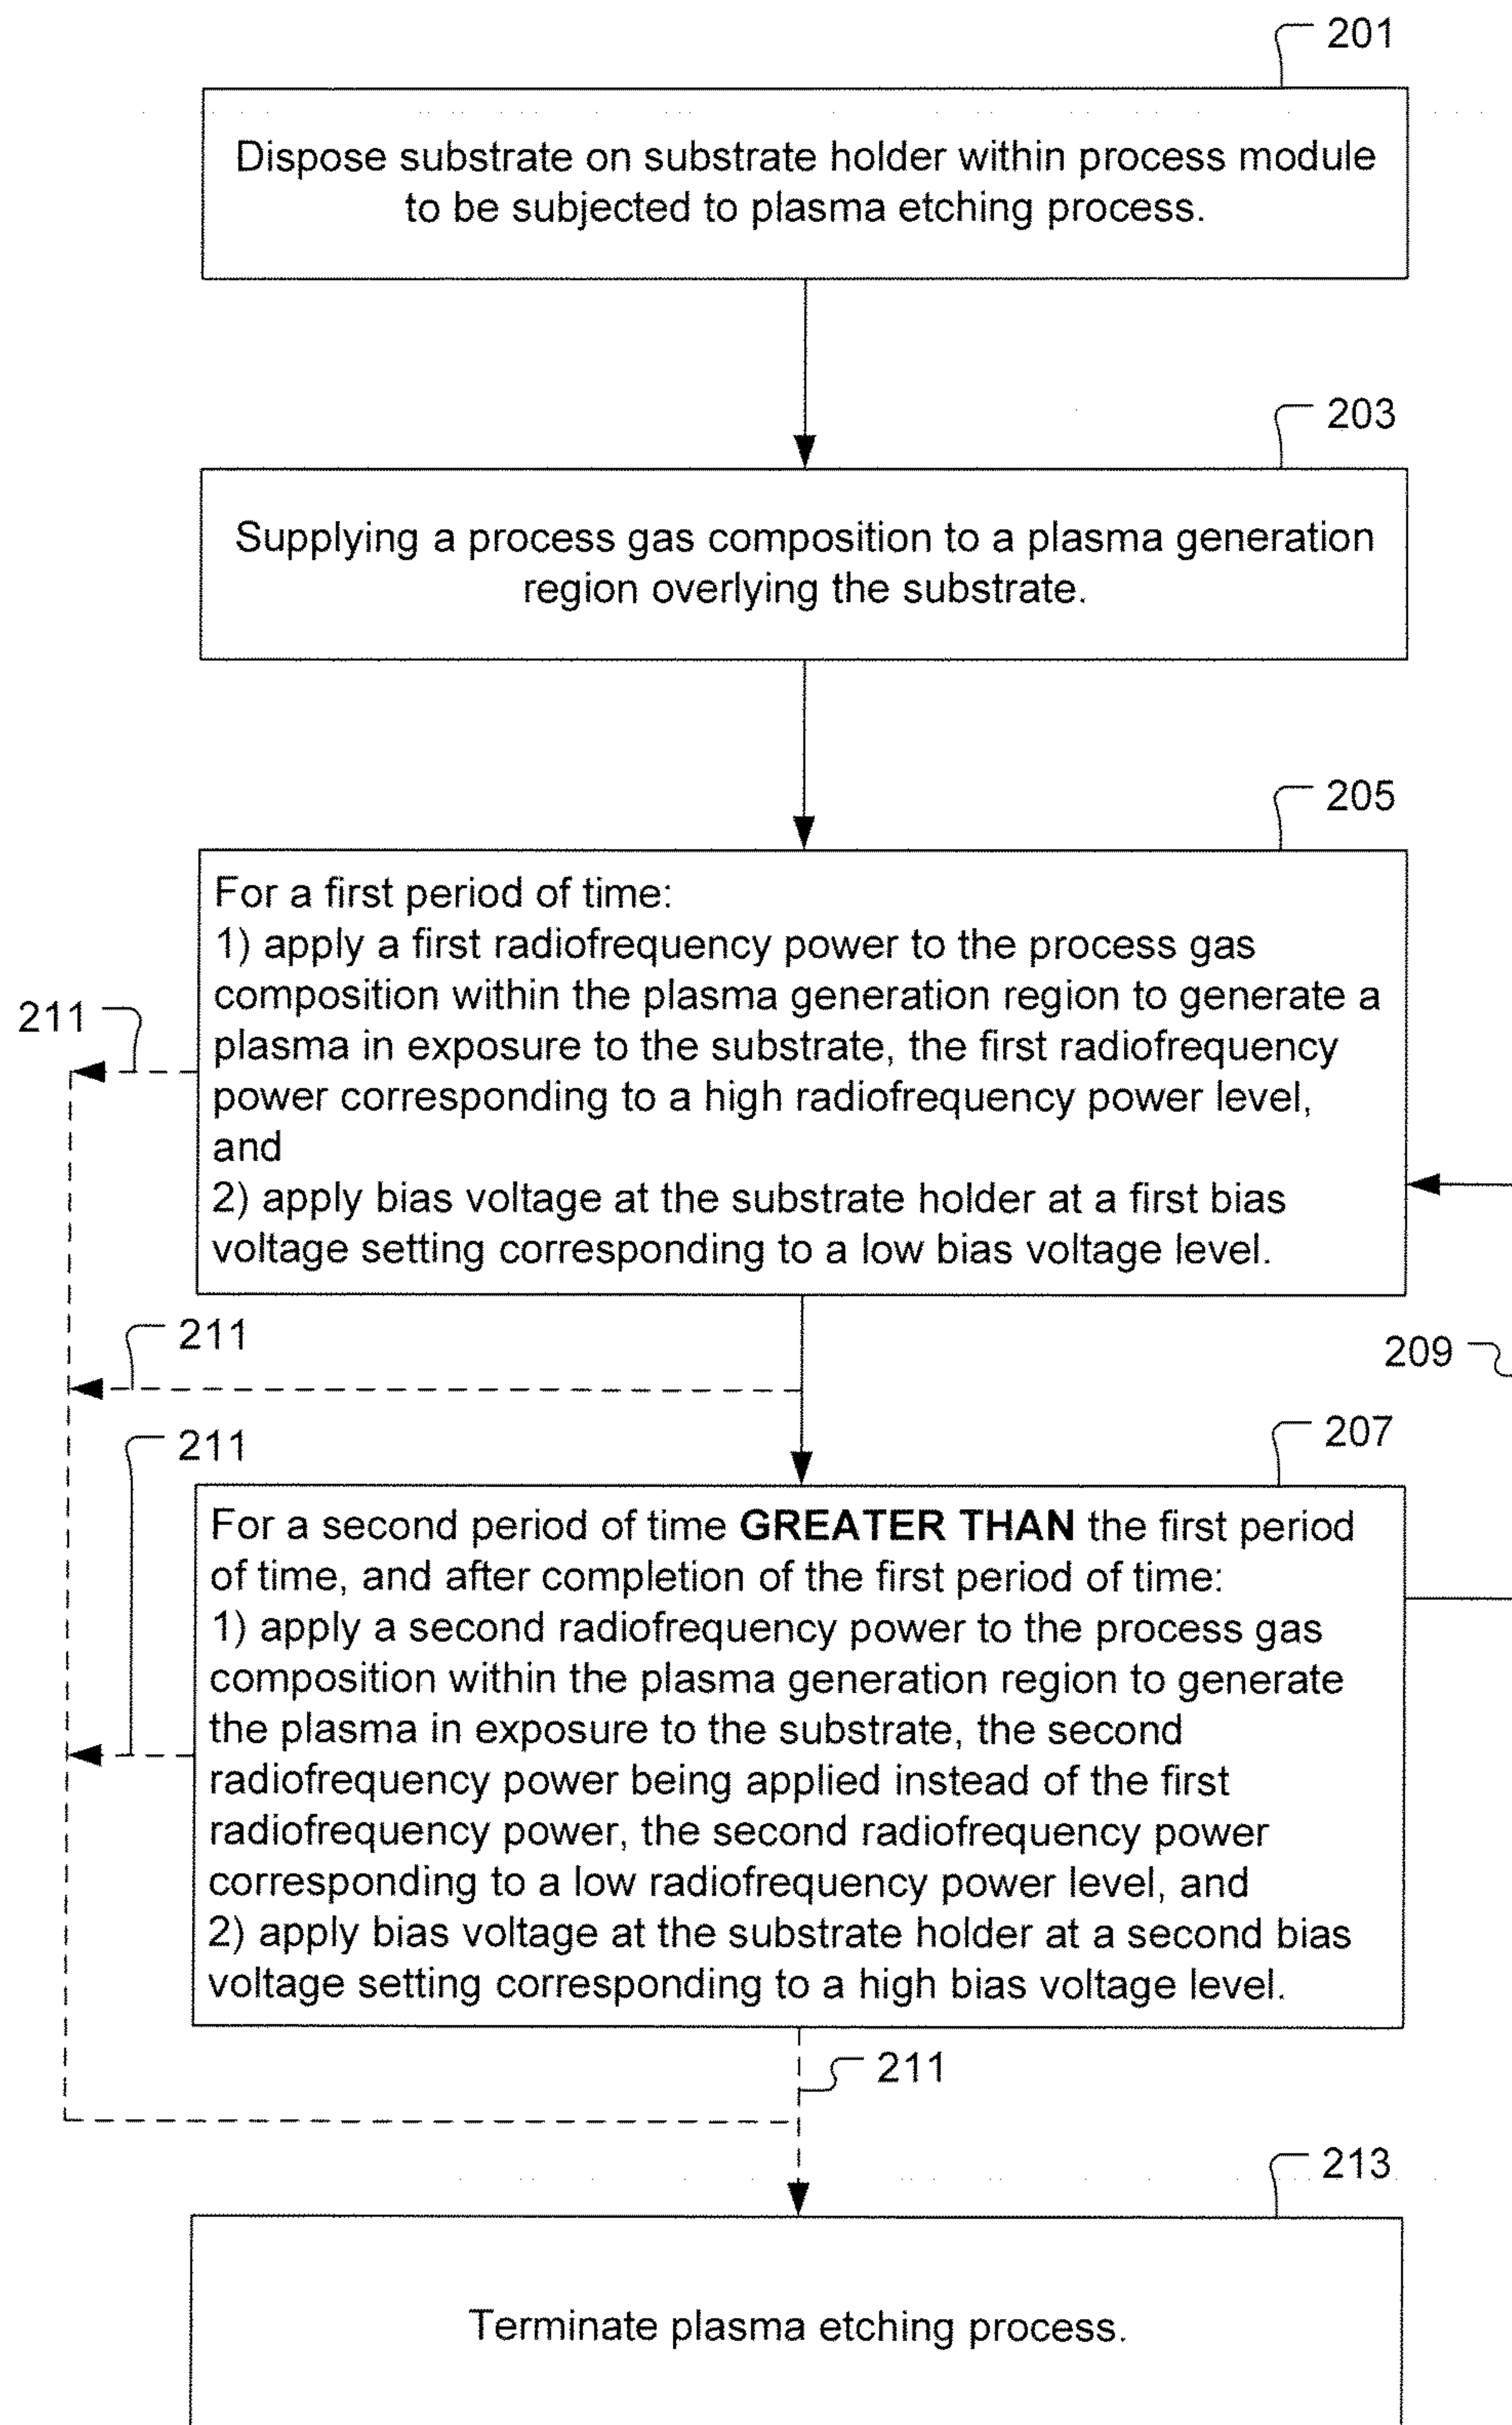 201
Dispose substrate on substrate holder within process module
to be subjected to plasma etching process.
203
Supplying a process gas composition to a plasma generation
region overlying the substrate.
205
For a first period of time:
1) apply a first radiofrequency power to the process gas
composition within the plasma generation region to generate a
plasma in exposure to the substrate, the first radiofrequency
power corresponding to a high radiofrequency power level,
and
2) apply bias voltage at the substrate holder at a first bias
voltage setting corresponding to a low bias voltage level.
211
211
209
211
207
For a second period of time GREATER THAN the first period
of time, and after completion of the first period of time:
1) apply a second radiofrequency power to the process gas
composition within the plasma generation region to generate
the plasma in exposure to the substrate, the second
radiofrequency power being applied instead of the first
radiofrequency power, the second radiofrequency power
corresponding to a low radiofrequency power level, and
2) apply bias voltage at the substrate holder at a second bias
voltage setting corresponding to a high bias voltage level.
211
213
Terminate plasma etching process.